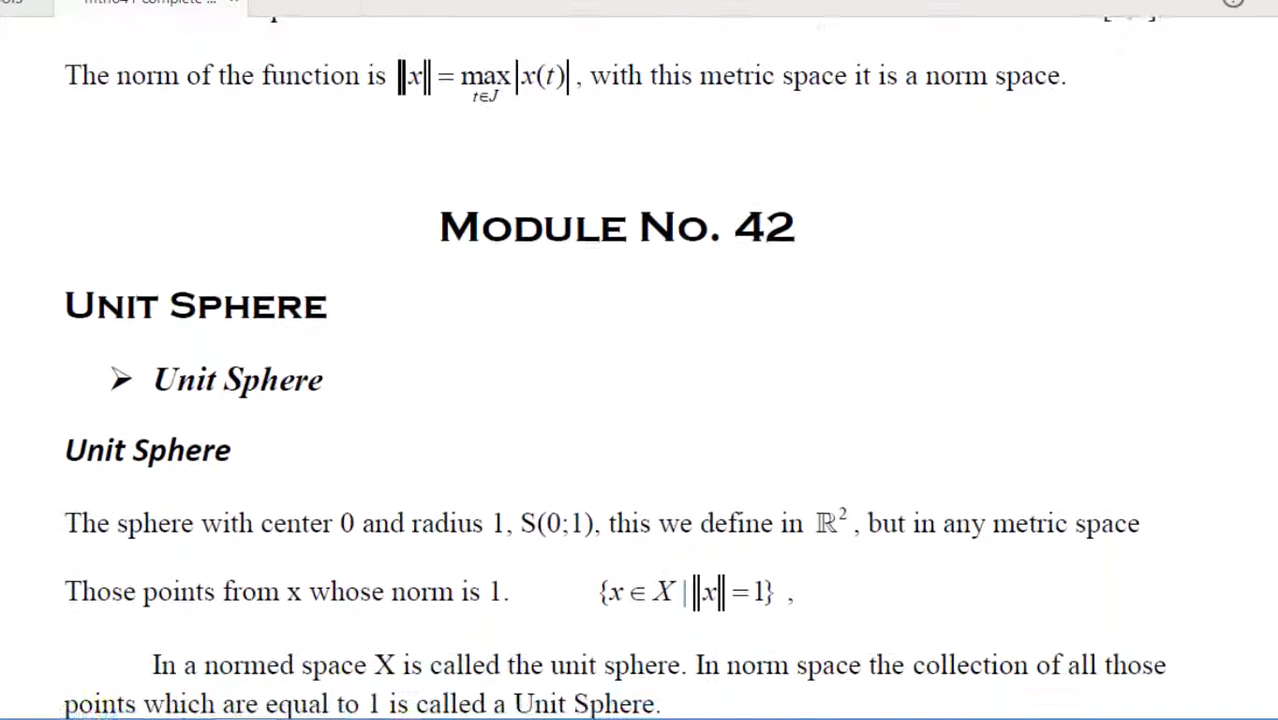 The norm of the function is ‖x‖ = max_{t∈J} |x(t)|, with this metric space it is a norm space.
MODULE NO. 42
UNIT SPHERE
➢ Unit Sphere
Unit Sphere
The sphere with center 0 and radius 1, S(0;1), this we define in ℝ², but in any metric space
Those points from x whose norm is 1. {x ∈ X | ‖x‖ = 1} ,
In a normed space X is called the unit sphere. In norm space the collection of all those
points which are equal to 1 is called a Unit Sphere.